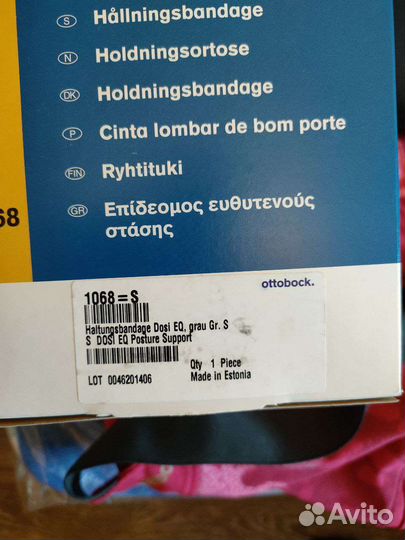 S Hållningsbandage
N Holdningsortose
DK Holdningsbandage
P Cinta lombar de bom porte
FIN Ryhtituki
GR Επίδεσμος ευθυτενούς
στάσης
68
ottobock.
1068=S
Haltungsbandage Dosi EQ, grau Gr. S
S DOSI EQ Posture Support
Qty 1 Piece
LOT 0046201406 Made in Estonia
Avito